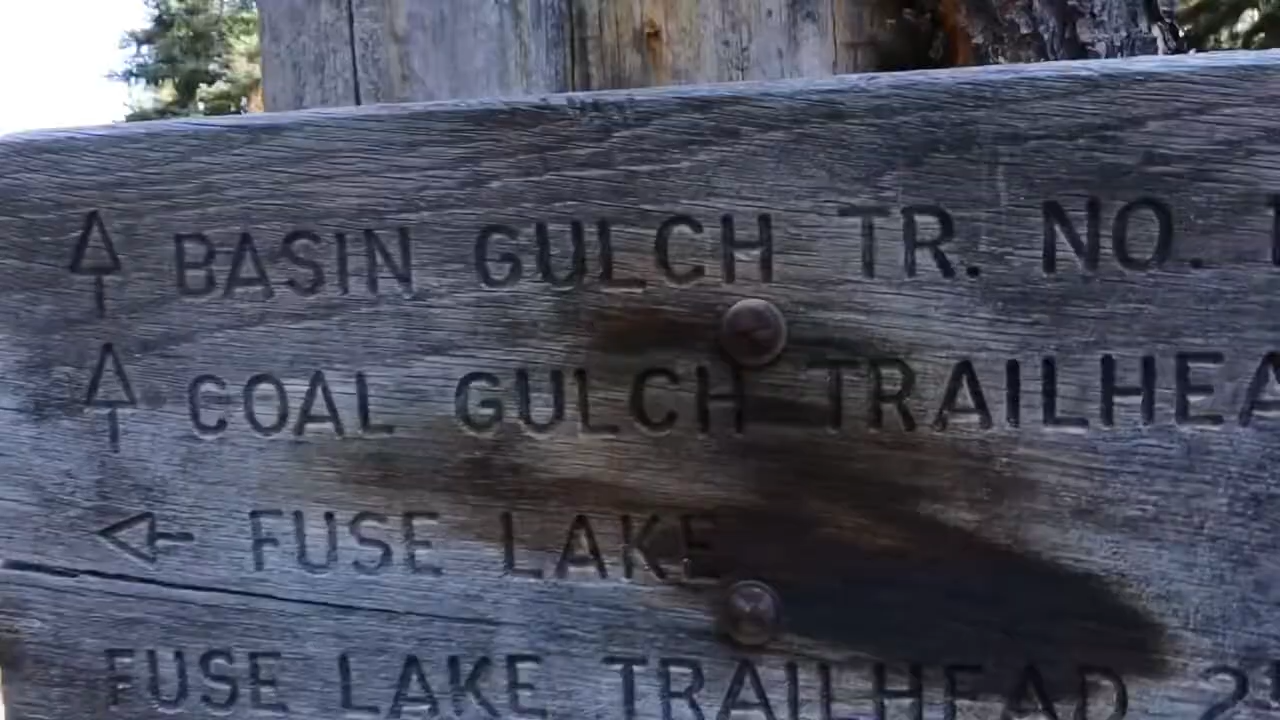 BASIN GULCH TR. NO.
COAL GULCH TRAILHEA
FUSE LAKE
FUSE LAKE TRAILHEAD